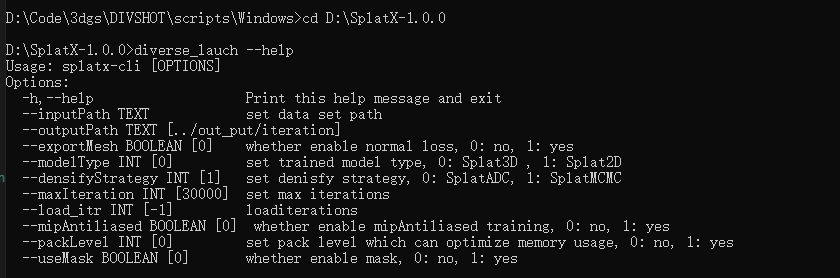 D:\Code\3dgs\DIVSHOT\scripts\Windows>cd D:\SplatX-1.0.0
D:\SplatX-1.0.0>diverse_lauch --help
Usage: splatx-cli [OPTIONS]
Options:
-h,--help Print this help message and exit
--inputPath TEXT set data set path
--outputPath TEXT [../out_put/iteration]
--exportMesh BOOLEAN [0] whether enable normal loss, 0: no, 1: yes
--modelType INT [0] set trained model type, 0: Splat3D , 1: Splat2D
--densifyStrategy INT [1] set denisfy strategy, 0: SplatADC, 1: SplatMCMC
--maxIteration INT [30000] set max iterations
--load_itr INT [-1] loaditerations
--mipAntiliased BOOLEAN [0] whether enable mipAntiliased training, 0: no, 1: yes
--packLevel INT [0] set pack level which can optimize memory usage, 0: no, 1: yes
--useMask BOOLEAN [0] whether enable mask, 0: no, 1: yes